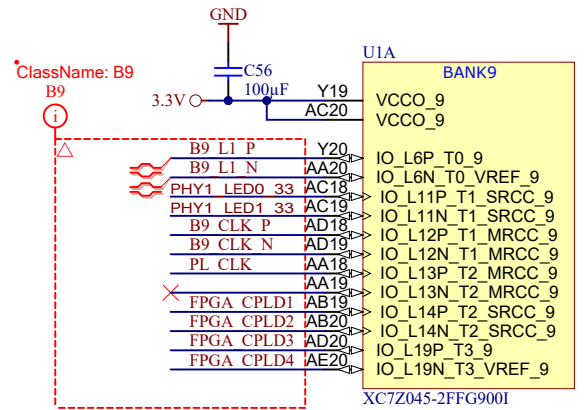 GND
U1A
ClassName: B9
B9
i
C56
100µF
3.3V
BANK9
Y19 VCCO_9
AC20 VCCO_9
B9_L1_P Y20 IO_L6P_T0_9
B9_L1_N AA20 IO_L6N_T0_VREF_9
PHY1_LED0_33 AC18 IO_L11P_T1_SRCC_9
PHY1_LED1_33 AC19 IO_L11N_T1_SRCC_9
B9_CLK_P AD18 IO_L12P_T1_MRCC_9
B9_CLK_N AD19 IO_L12N_T1_MRCC_9
PL_CLK AA18 IO_L13P_T2_MRCC_9
AA19 IO_L13N_T2_MRCC_9
FPGA_CPLD1 AB19 IO_L14P_T2_SRCC_9
FPGA_CPLD2 AB20 IO_L14N_T2_SRCC_9
FPGA_CPLD3 AD20 IO_L19P_T3_9
FPGA_CPLD4 AE20 IO_L19N_T3_VREF_9
XC7Z045-2FFG900I